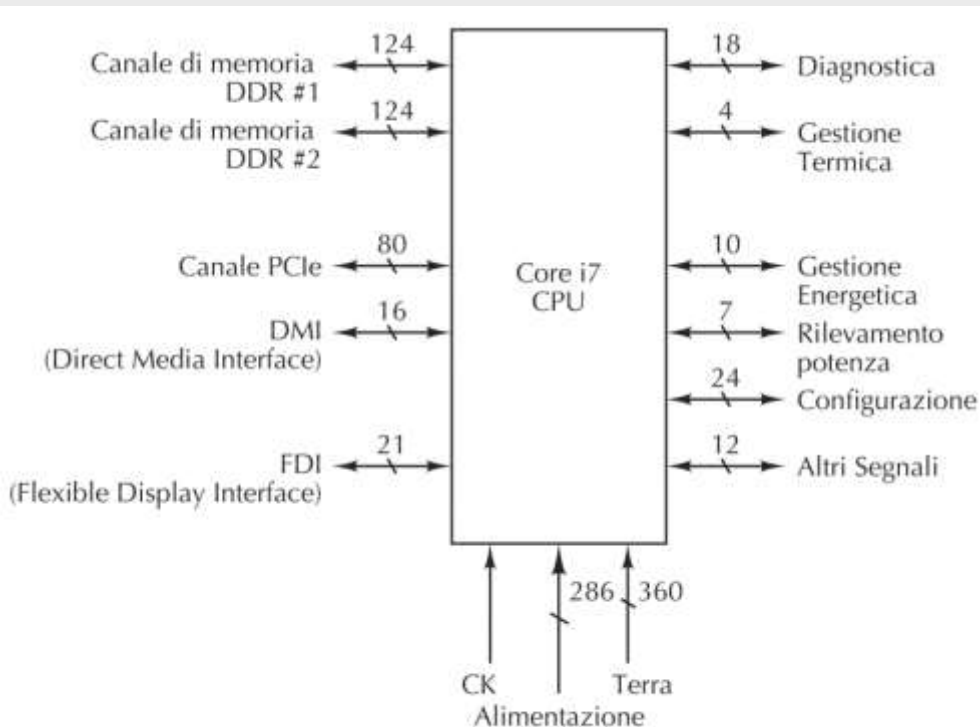 124
Canale di memoria
DDR #1
124
Canale di memoria
DDR #2
80
Canale PCIe
16
DMI
(Direct Media Interface)
21
FDI
(Flexible Display Interface)
Core i7
CPU
18
Diagnostica
4
Gestione
Termica
10
Gestione
Energetica
7
Rilevamento
potenza
24
Configurazione
12
Altri Segnali
286
360
CK
Alimentazione
Terra